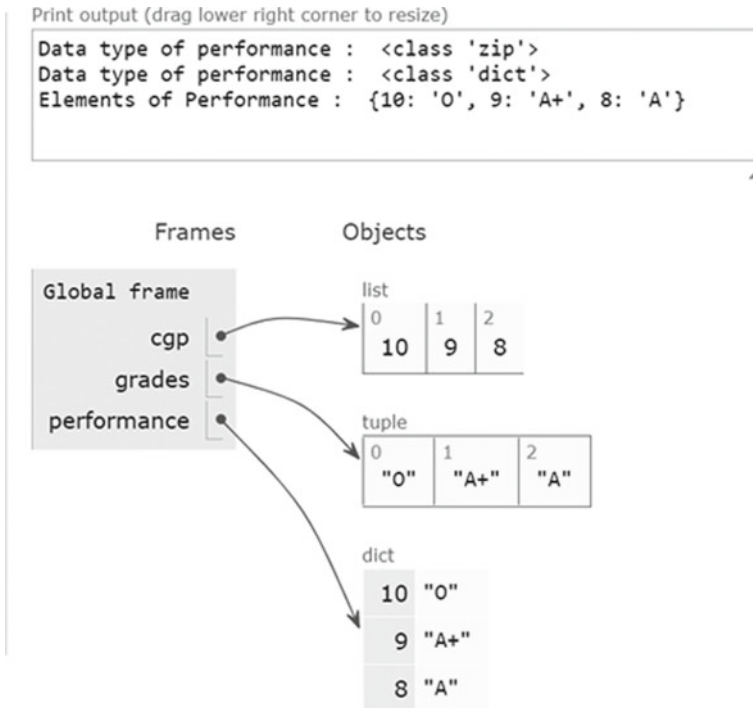 Print output (drag lower right corner to resize)
Data type of performance :  <class 'zip'>
Data type of performance :  <class 'dict'>
Elements of Performance :  {10: 'O', 9: 'A+', 8: 'A'}
Frames Objects
Global frame
cgp
grades
performance
list
0 1 2
10 9 8
tuple
0 1 2
"O" "A+" "A"
dict
10 "O"
9 "A+"
8 "A"